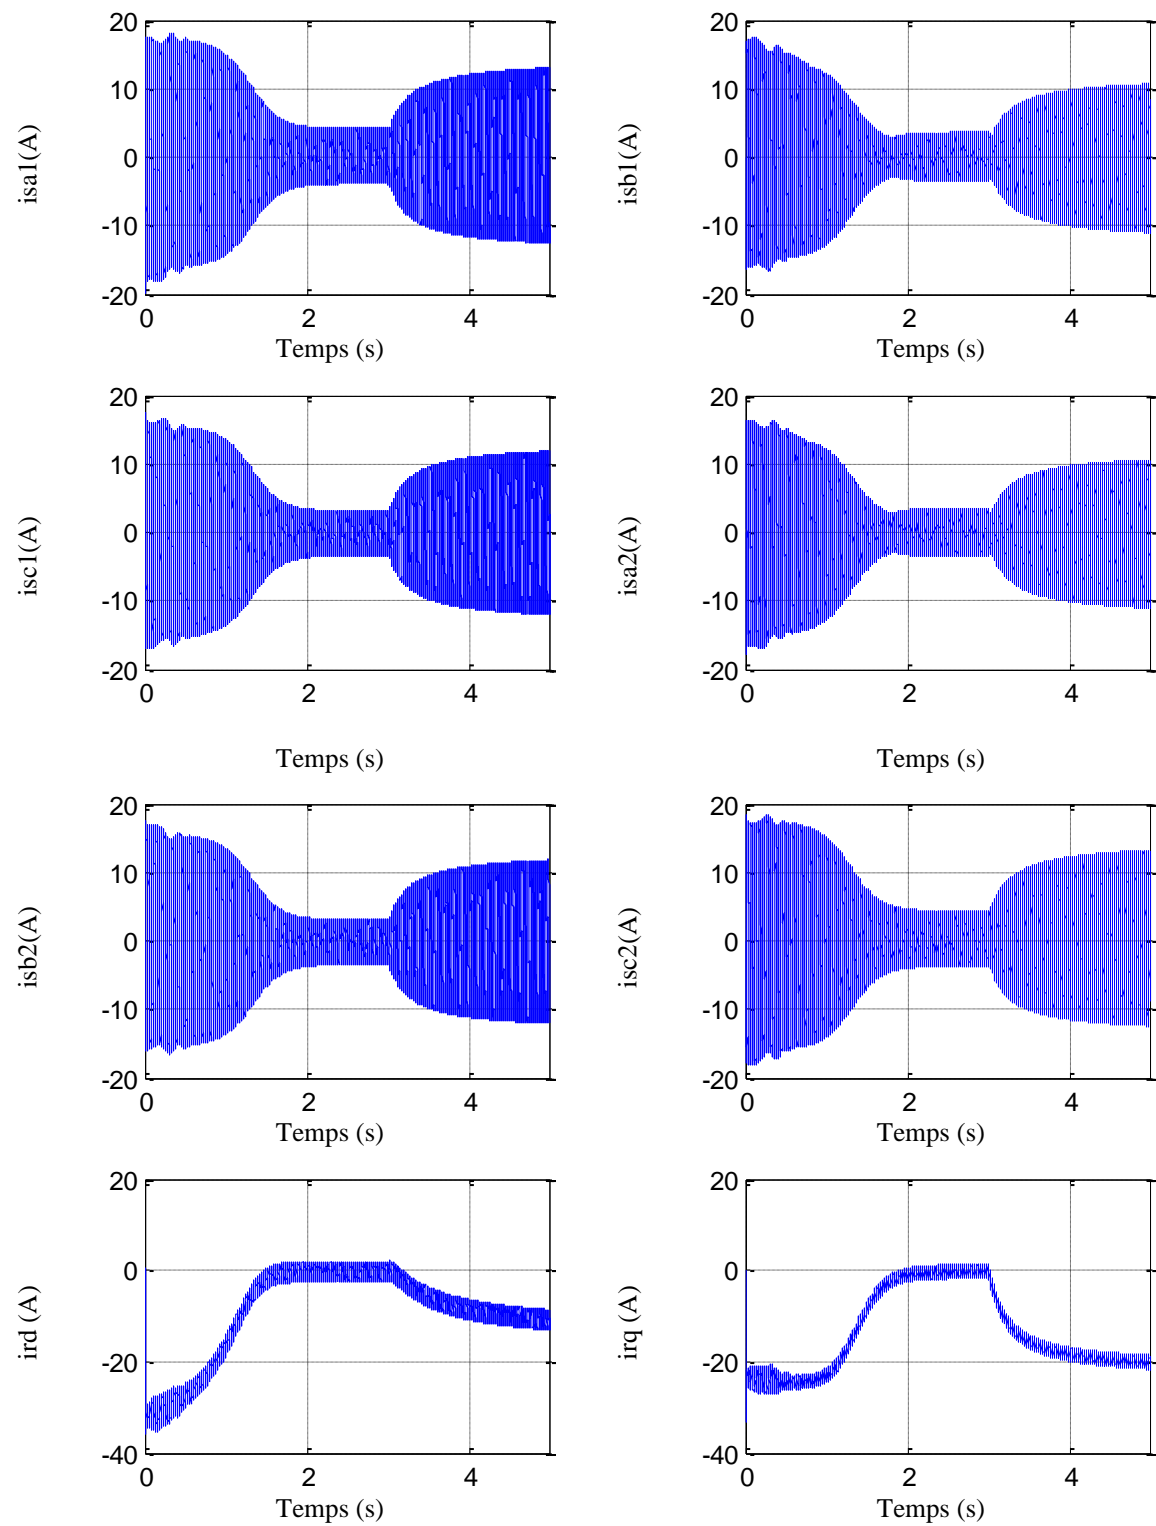 20 20
10 10
isa1(A) 0 isb1(A) 0
-10 -10
-20 -20
0 2 4 0 2 4
Temps (s) Temps (s)
20 20
10 10
isc1(A) 0 isa2(A) 0
-10 -10
-20 -20
0 2 4 0 2 4
Temps (s) Temps (s)
20 20
10 10
isb2(A) 0 isc2(A) 0
-10 -10
-20 -20
0 2 4 0 2 4
Temps (s) Temps (s)
20 20
0 0
ird (A) irq (A)
-20 -20
-40 -40
0 2 4 0 2 4
Temps (s) Temps (s)